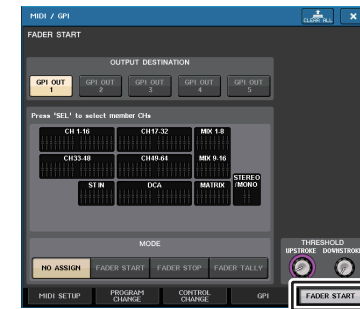 MIDI / GPI
CLEAR ALL
FADER START
OUTPUT DESTINATION
GPI OUT 1
GPI OUT 2
GPI OUT 3
GPI OUT 4
GPI OUT 5
Press 'SEL' to select member CHs
CH 1-16
CH17-32
MIX 1-8
CH33-48
CH49-64
MIX 9-16
STEREO /MONO
ST IN
DCA
MATRIX
MODE
NO ASSIGN
FADER START
FADER STOP
FADER TALLY
THRESHOLD
UPSTROKE
DOWNSTROKE
MIDI SETUP
PROGRAM CHANGE
CONTROL CHANGE
GPI
FADER START